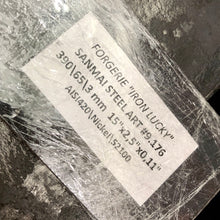 FORGERIE "IRON LUCKY"
SANMAI STEEL ART #9.176
390\65\3 mm 15"x2.5"x0.11"
AISI420\Nickel\52100